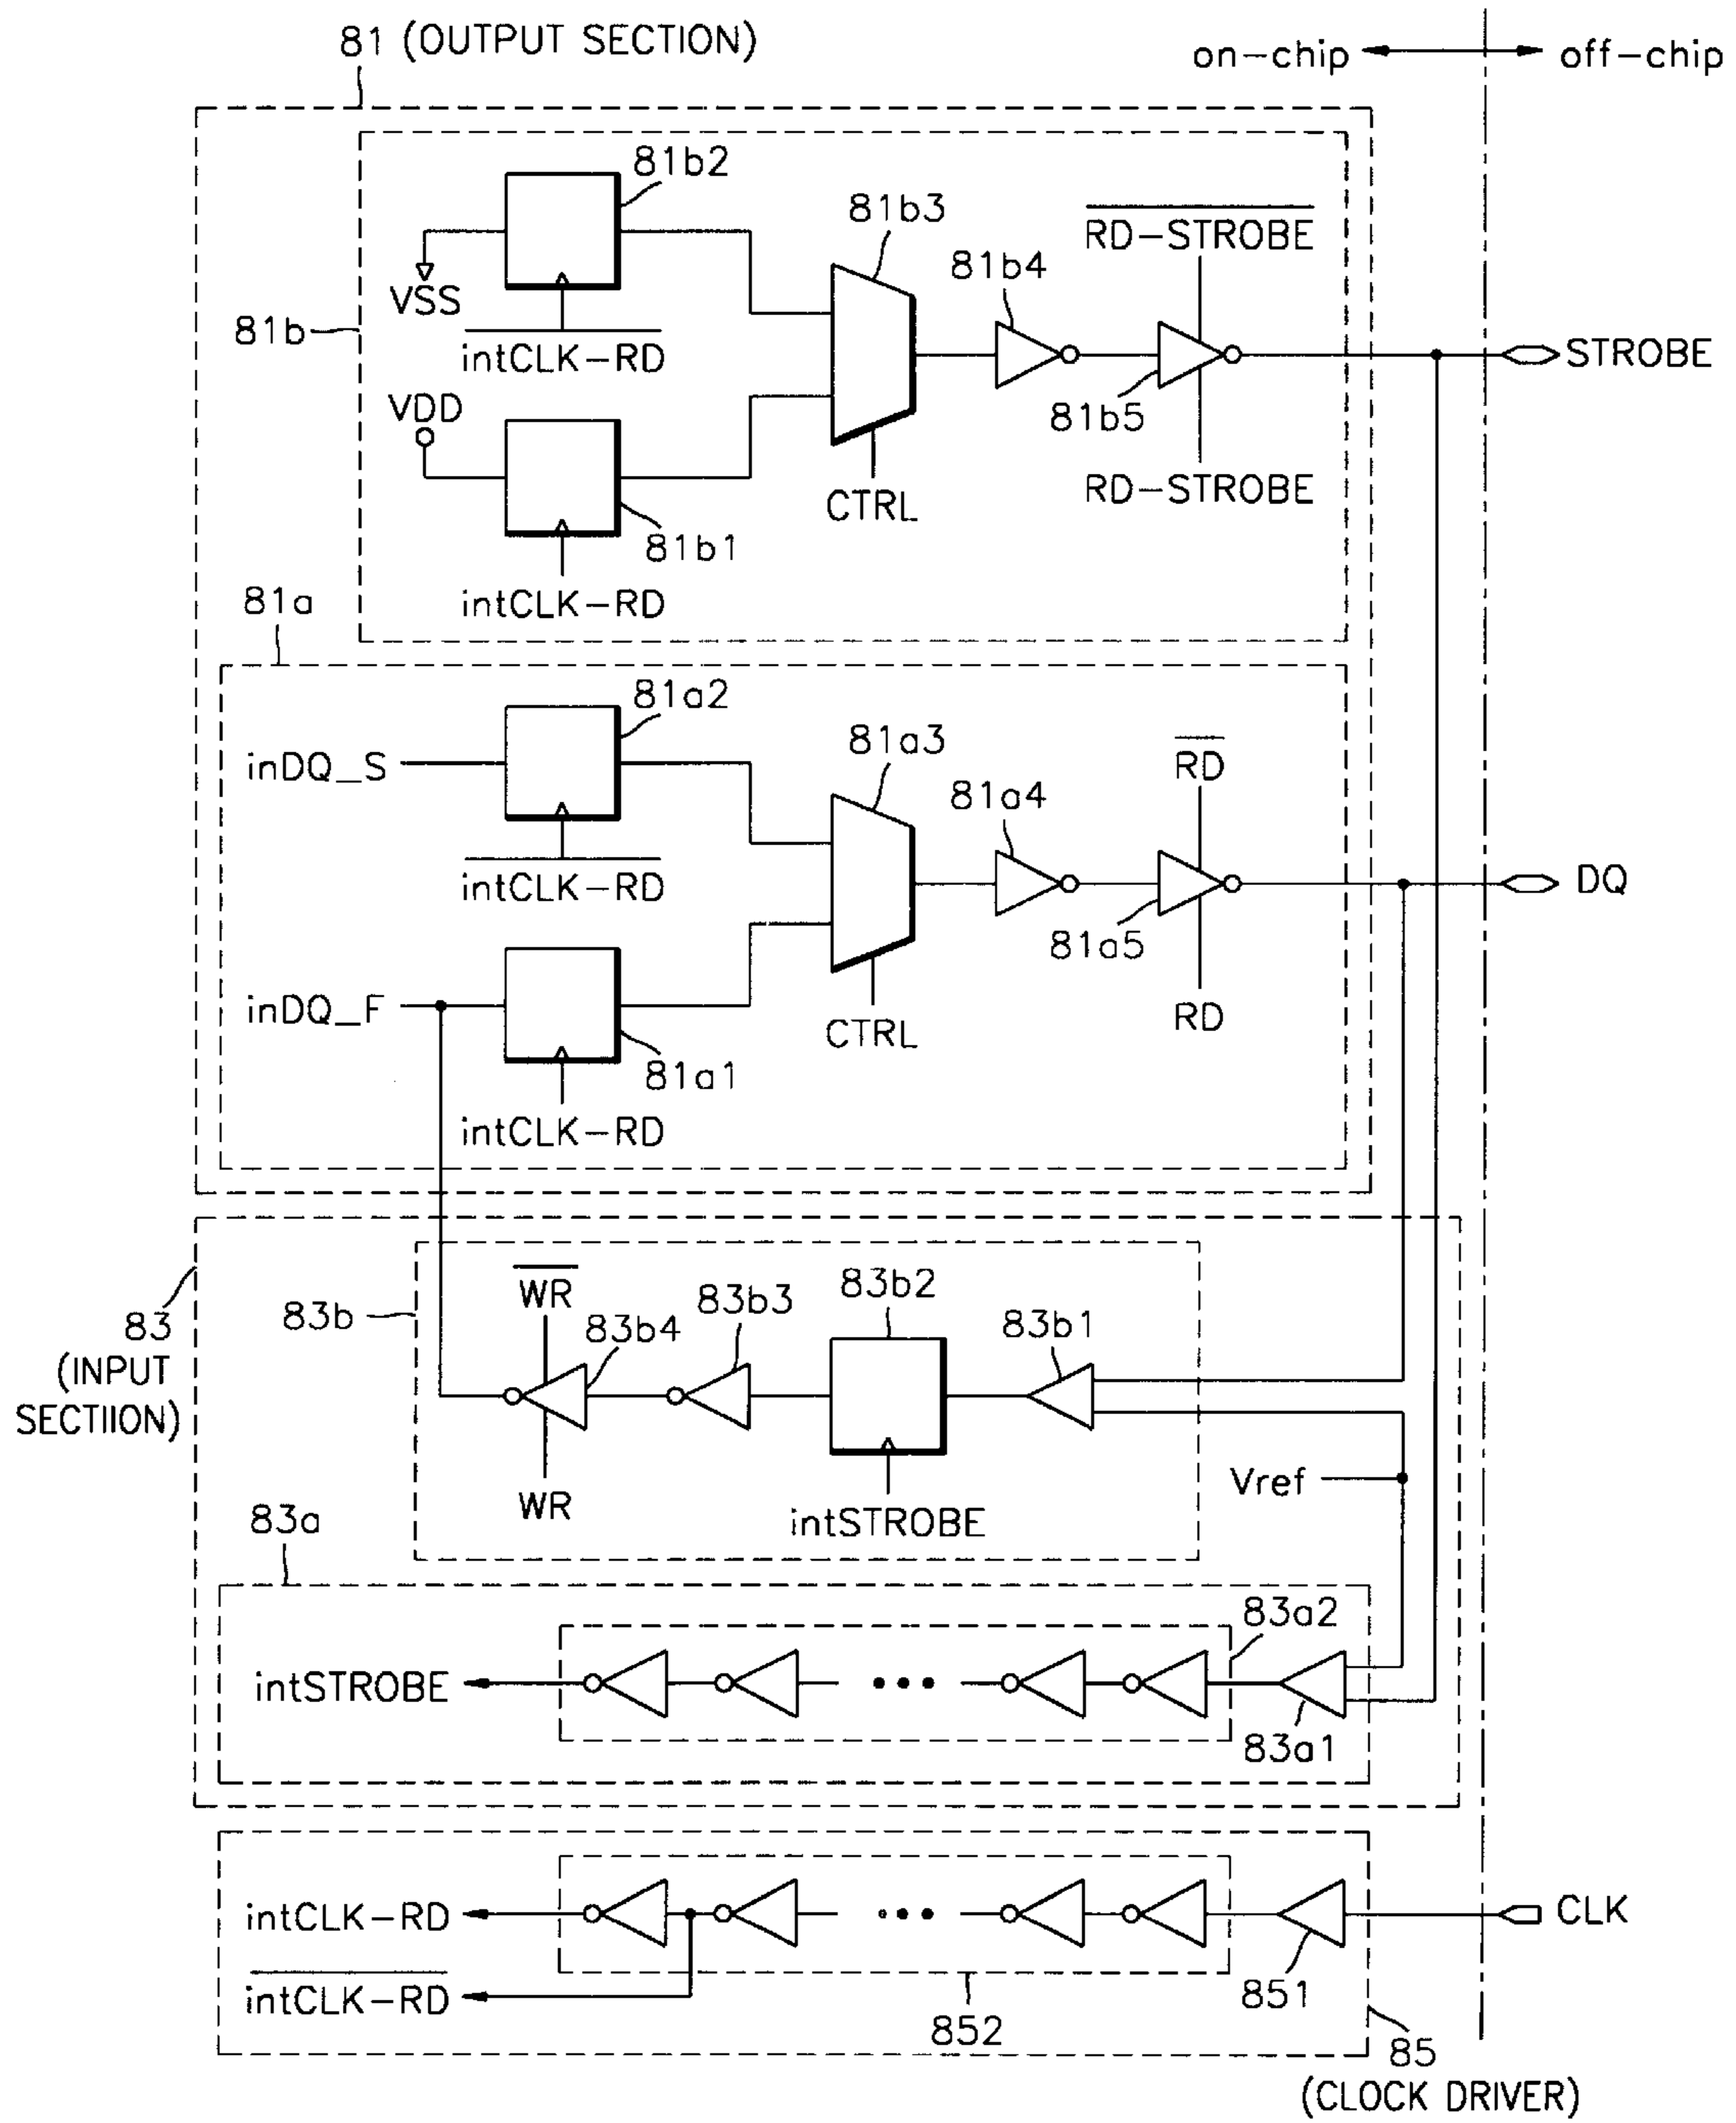 81 (OUTPUT SECTION)
on-chip
off-chip
81b2
81b3
RD-STROBE
81b4
VSS
81b
intCLK-RD
STROBE
VDD
81b5
RD-STROBE
CTRL
81b1
intCLK-RD
81a
81a2
81a3
RD
inDQ_S
81a4
intCLK-RD
DQ
81a5
inDQ_F
RD
CTRL
81a1
intCLK-RD
83
(INPUT
SECTIION)
83b
WR
83b4
83b3
83b2
83b1
WR
intSTROBE
Vref
83a
83a2
intSTROBE
83a1
intCLK-RD
CLK
intCLK-RD
851
852
85
(CLOCK DRIVER)